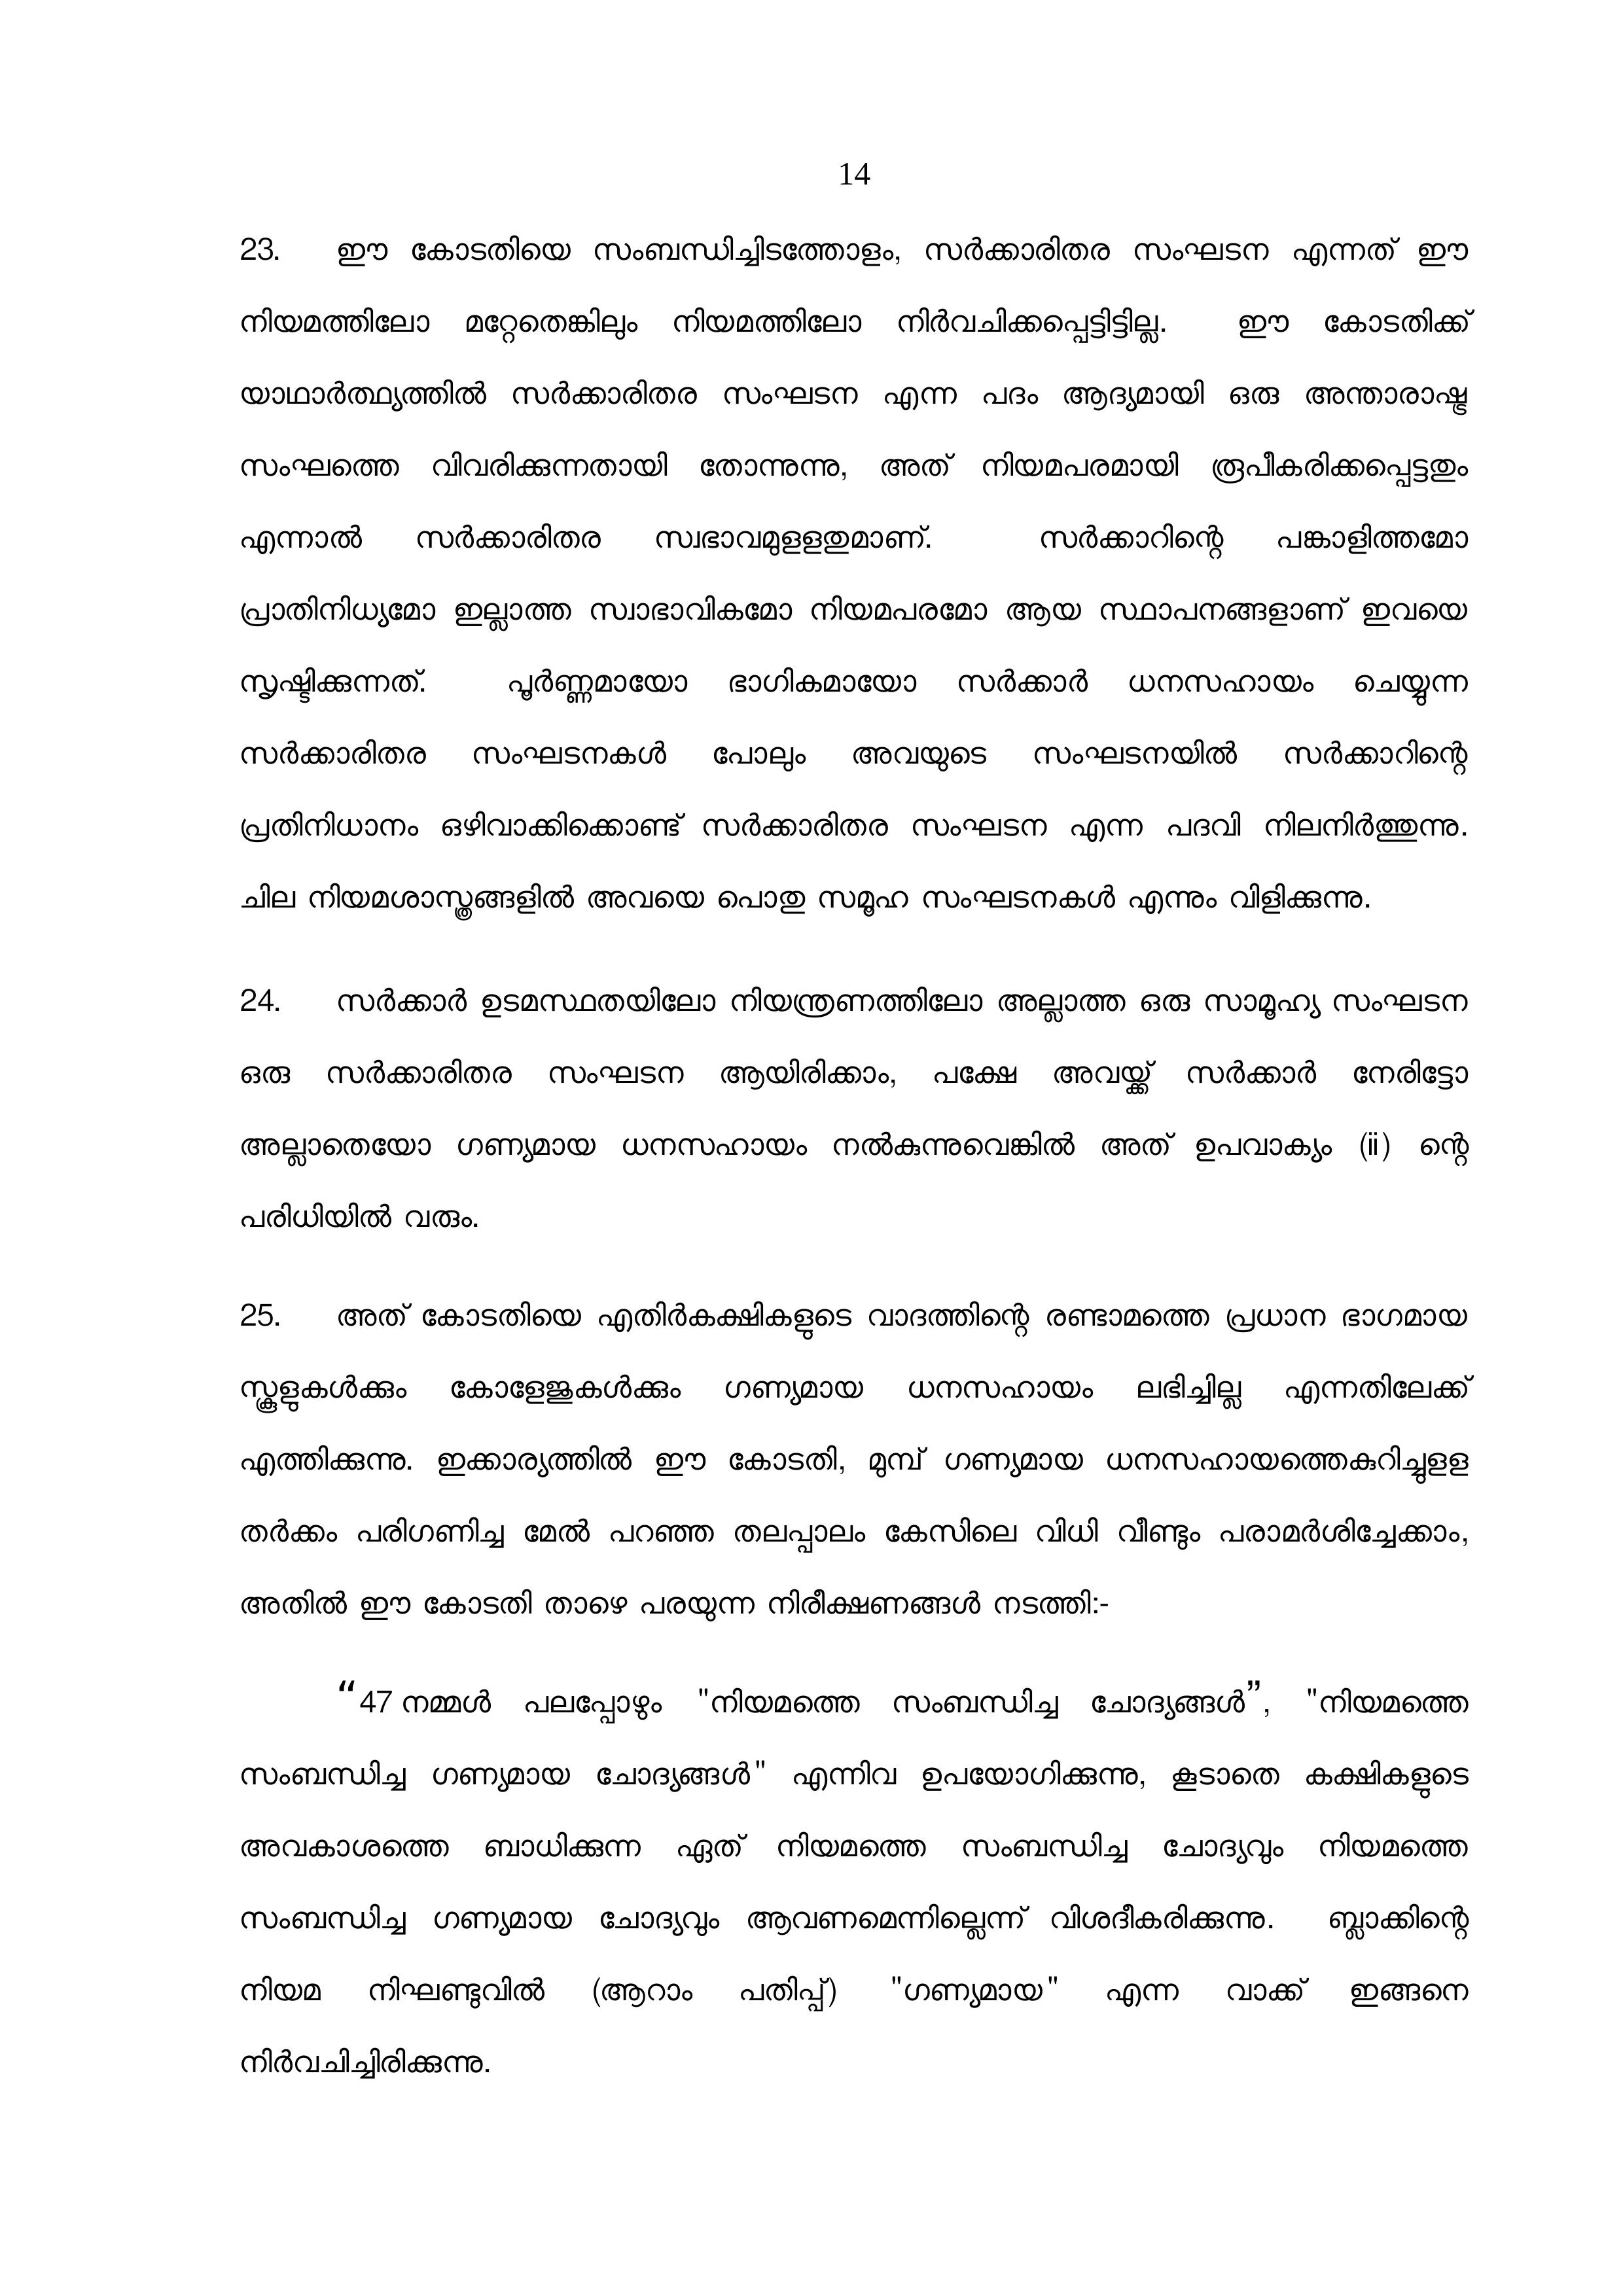 14
23. ഈ കോടതിയെ സംബന്ധിച്ചിടത്തോളം, സർക്കാരിതര സംഘടന എന്നത് ഈ
നിയമത്തിലോ മറ്റേതെങ്കിലും നിയമത്തിലോ നിർവചിക്കപ്പെട്ടിട്ടില്ല. ഈ കോടതിക്ക്
യാഥാർത്ഥ്യത്തിൽ സർക്കാരിതര സംഘടന എന്ന പദം ആദ്യമായി ഒരു അന്താരാഷ്ട്ര
സംഘത്തെ വിവരിക്കുന്നതായി തോന്നുന്നു, അത് നിയമപരമായി രൂപീകരിക്കപ്പെട്ടതും
എന്നാൽ സർക്കാരിതര സ്വഭാവമുളളതുമാണ്. സർക്കാറിന്റെ പങ്കാളിത്തമോ
പ്രാതിനിധ്യമോ ഇല്ലാത്ത സ്വാഭാവികമോ നിയമപരമോ ആയ സ്ഥാപനങ്ങളാണ് ഇവയെ
സൃഷ്ടിക്കുന്നത്. പൂർണ്ണമായോ ഭാഗികമായോ സർക്കാർ ധനസഹായം ചെയ്യുന്ന
സർക്കാരിതര സംഘടനകൾ പോലും അവയുടെ സംഘടനയിൽ സർക്കാറിന്റെ
പ്രതിനിധാനം ഒഴിവാക്കിക്കൊണ്ട് സർക്കാരിതര സംഘടന എന്ന പദവി നിലനിർത്തുന്നു.
ചില നിയമശാസ്ത്രങ്ങളിൽ അവയെ പൊതു സമൂഹ സംഘടനകൾ എന്നും വിളിക്കുന്നു.
24. സർക്കാർ ഉടമസ്ഥതയിലോ നിയന്ത്രണത്തിലോ അല്ലാത്ത ഒരു സാമൂഹ്യ സംഘടന
ഒരു സർക്കാരിതര സംഘടന ആയിരിക്കാം, പക്ഷേ അവയ്ക്ക് സർക്കാർ നേരിട്ടോ
അല്ലാതെയോ ഗണ്യമായ ധനസഹായം നൽകുന്നുവെങ്കിൽ അത് ഉപവാക്യം (ii) ന്റെ
പരിധിയിൽ വരും.
25. അത് കോടതിയെ എതിർകക്ഷികളുടെ വാദത്തിന്റെ രണ്ടാമത്തെ പ്രധാന ഭാഗമായ
സ്കൂളുകൾക്കും കോളേജുകൾക്കും ഗണ്യമായ ധനസഹായം ലഭിച്ചില്ല എന്നതിലേക്ക്
എത്തിക്കുന്നു. ഇക്കാര്യത്തിൽ ഈ കോടതി, മുമ്പ് ഗണ്യമായ ധനസഹായത്തെകുറിച്ചുളള
തർക്കം പരിഗണിച്ച മേൽ പറഞ്ഞ തലപ്പാലം കേസിലെ വിധി വീണ്ടും പരാമർശിച്ചേക്കാം,
അതിൽ ഈ കോടതി താഴെ പരയുന്ന നിരീക്ഷണങ്ങൾ നടത്തി:-
“47 നമ്മൾ പലപ്പോഴും "നിയമത്തെ സംബന്ധിച്ച ചോദ്യങ്ങൾ”, "നിയമത്തെ
സംബന്ധിച്ച ഗണ്യമായ ചോദ്യങ്ങൾ" എന്നിവ ഉപയോഗിക്കുന്നു, കൂടാതെ കക്ഷികളുടെ
അവകാശത്തെ ബാധിക്കുന്ന ഏത് നിയമത്തെ സംബന്ധിച്ച ചോദ്യവും നിയമത്തെ
സംബന്ധിച്ച ഗണ്യമായ ചോദ്യവും ആവണമെന്നില്ലെന്ന് വിശദീകരിക്കുന്നു. ബ്ലാക്കിന്റെ
നിയമ നിഘണ്ടുവിൽ (ആറാം പതിപ്പ്) "ഗണ്യമായ" എന്ന വാക്ക് ഇങ്ങനെ
നിർവചിച്ചിരിക്കുന്നു.